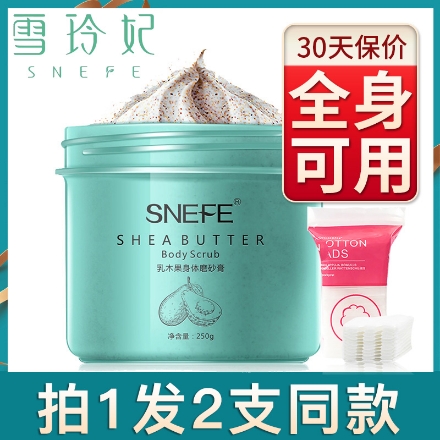 雪玲妃
SNEFE
30天保价
全身
可用
SNEFE®
SHEA BUTTER
Body Scrub
乳木果身体磨砂膏
净含量：250g
COTTON
ADS
拍1发2支同款